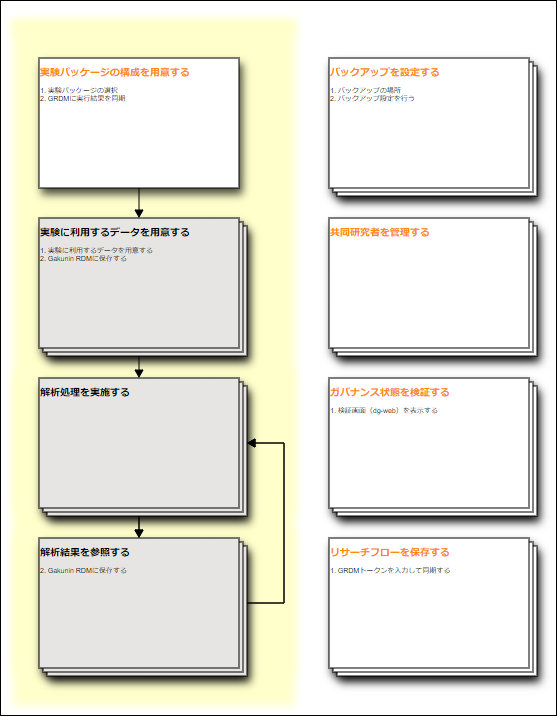 実験パッケージの構成を用意する
1. 実験パッケージの選択
2. GRDMに実行結果を同期
実験に利用するデータを用意する
1. 実験に利用するデータを用意する
2. Gakunin RDMに保存する
解析処理を実施する
解析結果を参照する
2. Gakunin RDMに保存する
バックアップを設定する
1. バックアップの場所
2. バックアップ設定を行う
共同研究者を管理する
ガバナンス状態を検証する
1. 検証画面（dg-web）を表示する
リサーチフローを保存する
1. GRDMトークンを入力して同期する